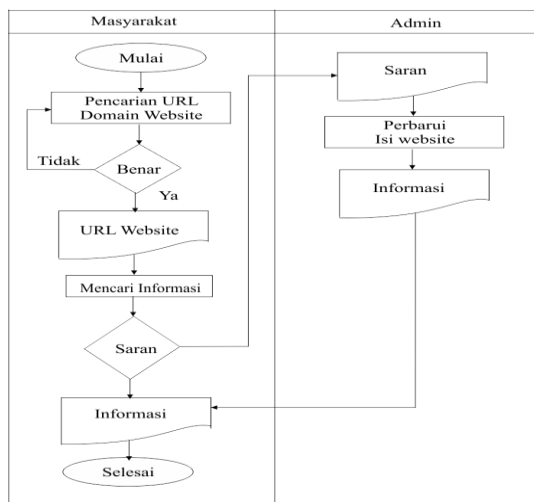 Masyarakat
Admin
Mulai
Pencarian URL
Domain Website
Tidak
Benar
Ya
URL Website
Mencari Informasi
Saran
Informasi
Selesai
Saran
Perbarui
Isi website
Informasi